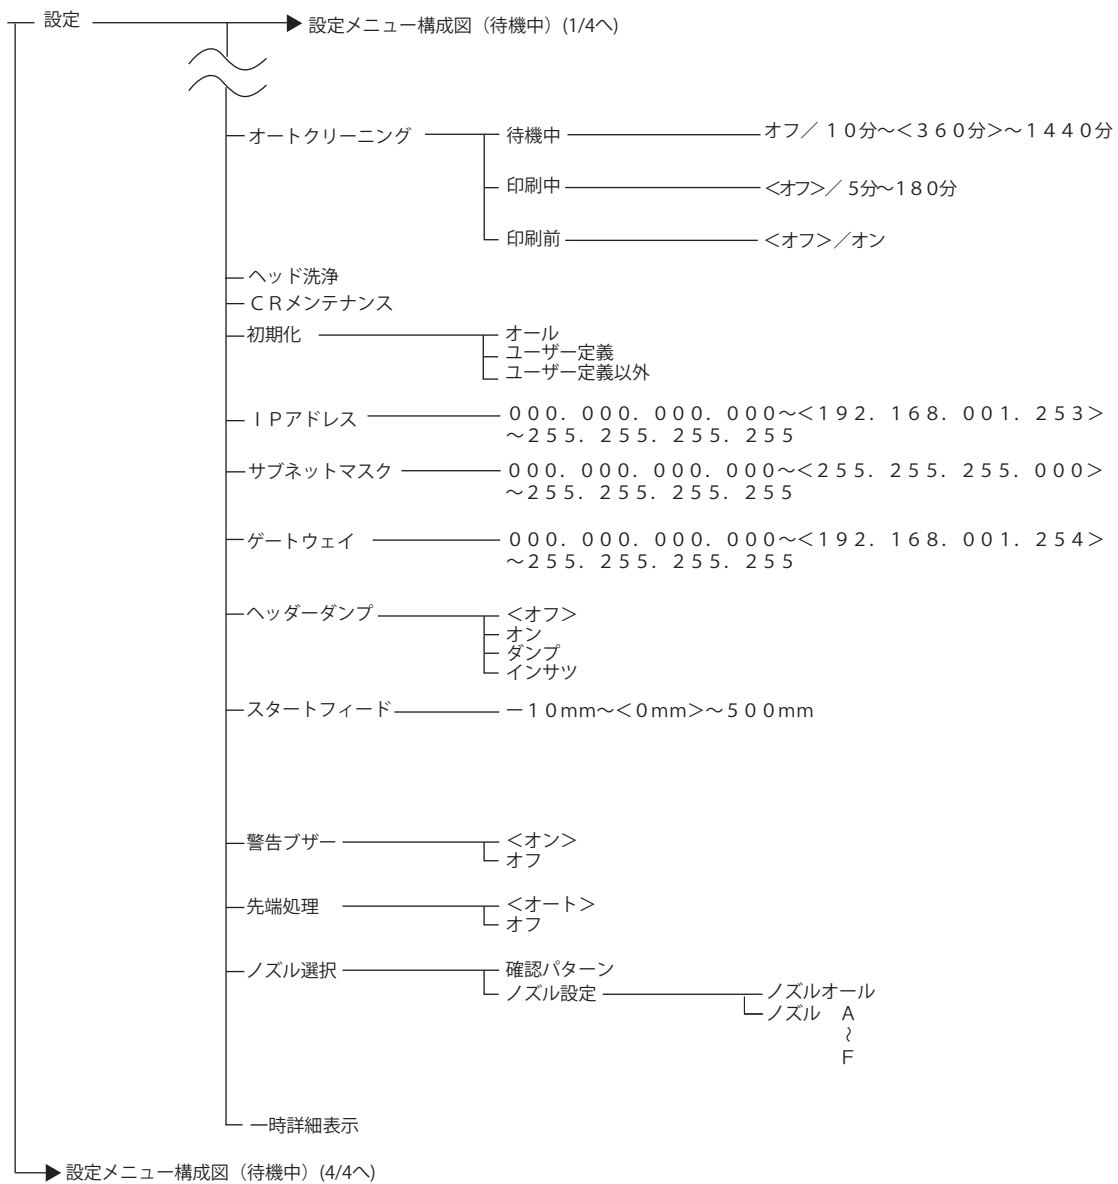 設定
設定メニュー構成図（待機中）(1/4へ)
オートクリーニング
待機中
オフ／１０分～<３６０分>～１４４０分
印刷中
<オフ>／5分～１８０分
印刷前
<オフ>／オン
ヘッド洗浄
ＣＲメンテナンス
初期化
オール
ユーザー定義
ユーザー定義以外
ＩＰアドレス
０００．０００．０００．０００～<１９２．１６８．００１．２５３>
～２５５．２５５．２５５．２５５
サブネットマスク
０００．０００．０００．０００～<２５５．２５５．２５５．０００>
～２５５．２５５．２５５．２５５
ゲートウェイ
０００．０００．０００．０００～<１９２．１６８．００１．２５４>
～２５５．２５５．２５５．２５５
ヘッダーダンプ
<オフ>
オン
ダンプ
インサツ
スタートフィード
－１０mm～<０mm>～５００mm
警告ブザー
<オン>
オフ
先端処理
<オート>
オフ
ノズル選択
確認パターン
ノズル設定
ノズルオール
ノズル　Ａ
～
Ｆ
一時詳細表示
設定メニュー構成図（待機中）(4/4へ)